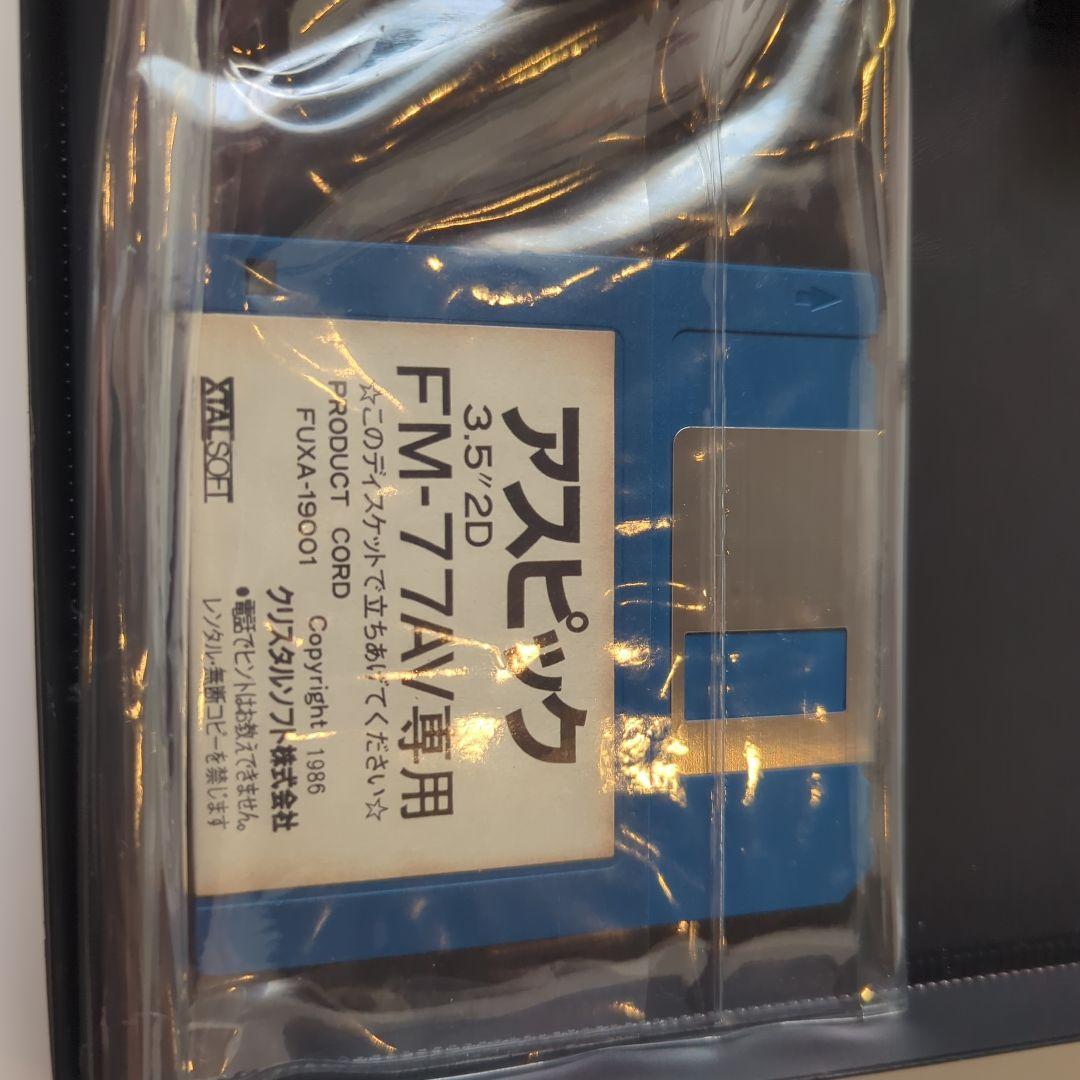 アスピック
3.5"2D
FM-77AV専用
☆このディスケットで立ちあげてください☆
PRODUCT CORD
FUXA-19001
Copyright 1986
クリスタルソフト株式会社
XTALSOFT
●電話でヒントはお教えできません。
レンタル・無断コピーを禁じます